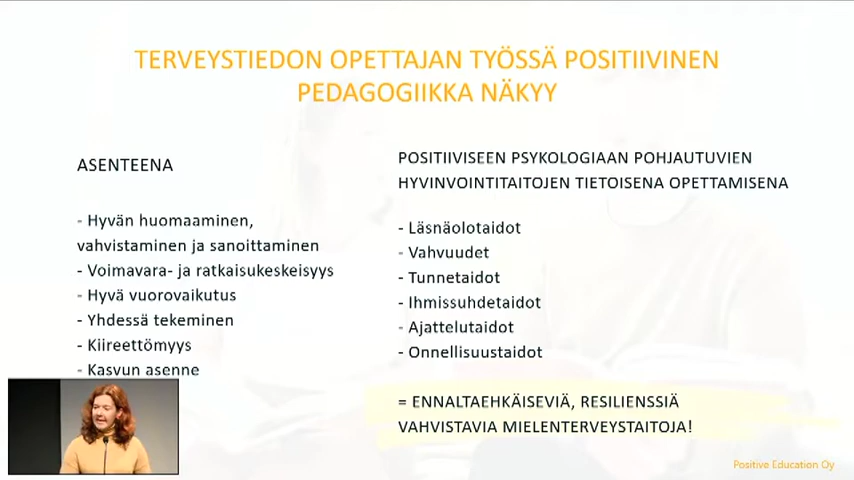 TERVEYSTIEDON OPETTAJAN TYÖSSÄ POSITIIVINEN
PEDAGOGIIKKA NÄKYY
ASENTEENA
- Hyvän huomaaminen,
vahvistaminen ja sanoittaminen
- Voimavara- ja ratkaisukeskeisyys
- Hyvä vuorovaikutus
- Yhdessä tekeminen
- Kiireettömyys
- Kasvun asenne
POSITIIVISEEN PSYKOLOGIAAN POHJAUTUVIEN
HYVINVOINTITAITOJEN TIETOISENA OPETTAMISENA
- Läsnäolotaidot
- Vahvuudet
- Tunnetaidot
- Ihmissuhdetaidot
- Ajattelutaidot
- Onnellisuustaidot
= ENNALTAEHKÄISEVIÄ, RESILIENSSIÄ
VAHVISTAVIA MIELENTERVEYSTAITOJA!
Positive Education Oy